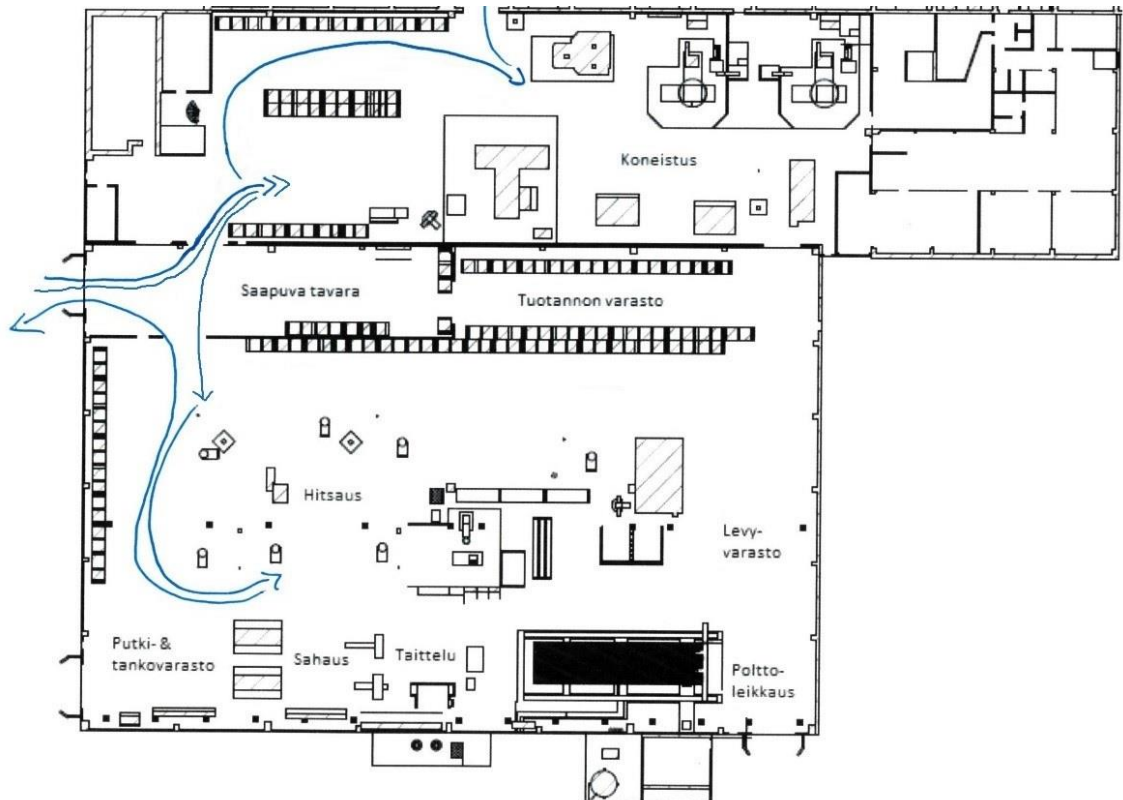 Koneistus
Saapuva tavara
Tuotannon varasto
Hitsaus
Levy-
varasto
Putki- &
tankovarasto
Sahaus
Taittelu
Poltto-
leikkaus